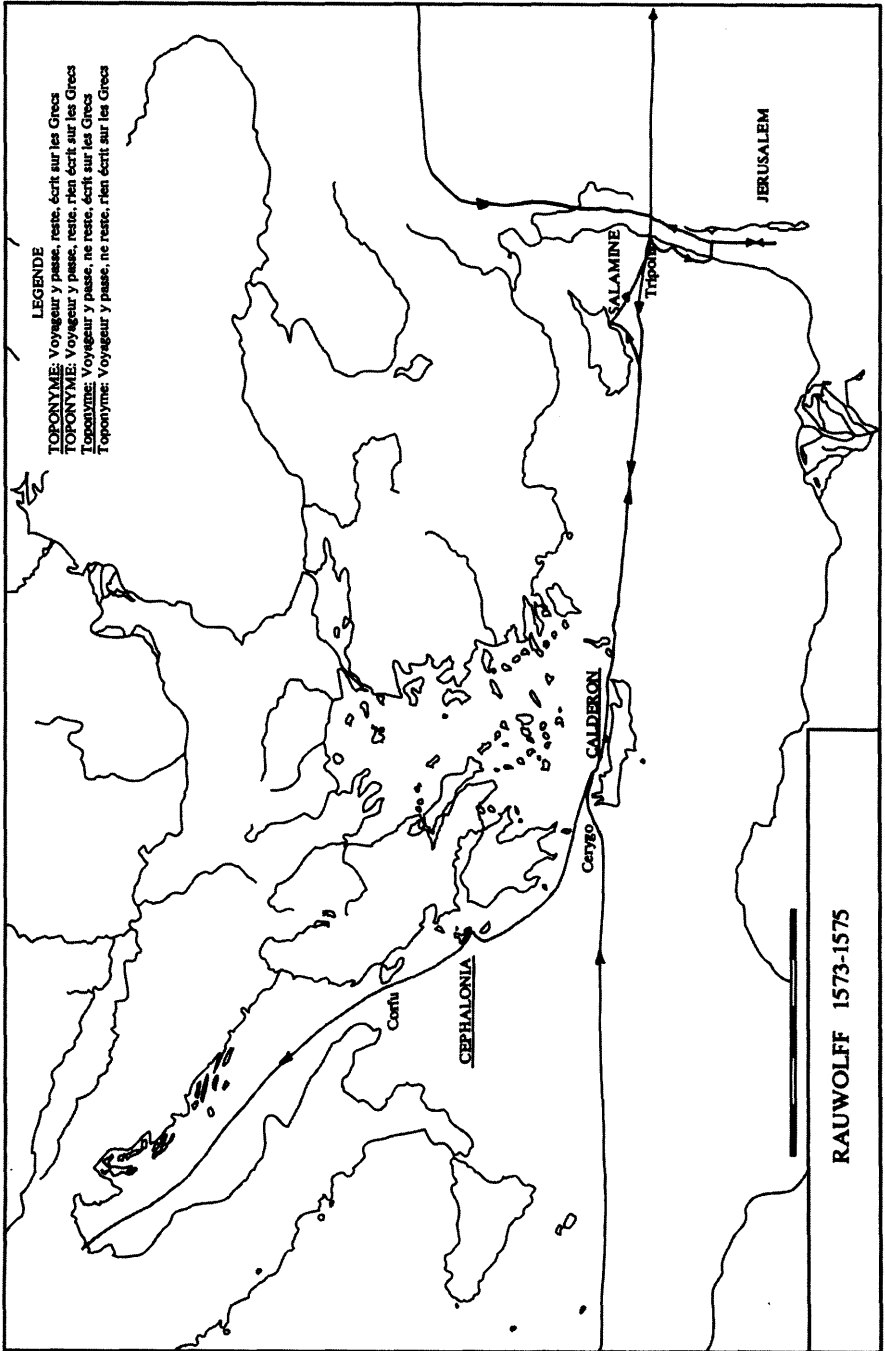 LEGENDE
TOPONYME: Voyageur y passe, reste, écrit sur les Grecs
TOPONYME: Voyageur y passe, reste, rien écrit sur les Grecs
Toponyme: Voyageur y passe, ne reste, écrit sur les Grecs
Toponyme: Voyageur y passe, ne reste, rien écrit sur les Grecs
Corfu
CEPHALONIA
Cerygo
CALDERON
SALAMINE
Tripolis
JERUSALEM
RAUWOLFF 1573-1575